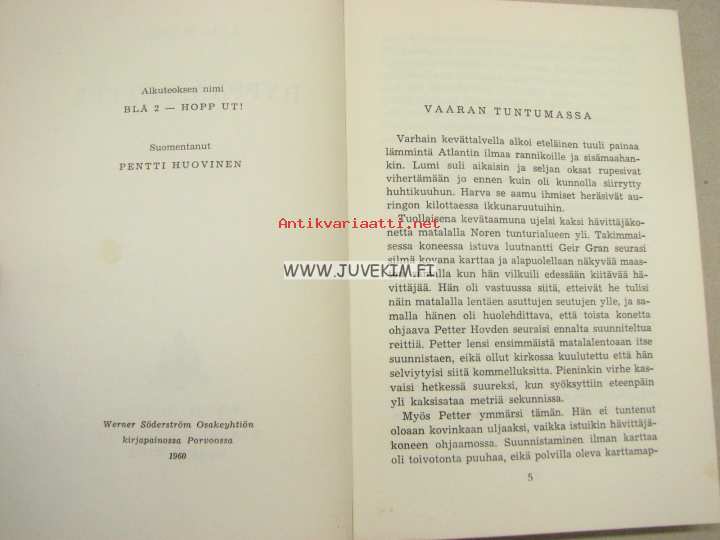 Alkuteoksen nimi
BLÅ 2 — HOPP UT!
Suomentanut
PENTTI HUOVINEN
Werner Söderström Osakeyhtiön
kirjapainossa Porvoossa
1960
VAARAN TUNTUMASSA
Varhain kevättalvella alkoi eteläinen tuuli painaa
lämmintä Atlantin ilmaa rannikoille ja sisämaahan-
kin. Lumi suli aikaisin ja seljan oksat rupesivat
vihertämään jo ennen kuin oli kunnolla siirrytty
huhtikuuhun. Harva se aamu ihmiset heräsivät au-
ringon kilottaessa ikkunaruutuihin.
Tuollaisena kevätaamuna ujelsi kaksi hävittäjäko-
netta matalalla Noren tunturialueen yli. Takimmai-
sessa koneessa istuva luutnantti Geir Gran seurasi
silmä kovana karttaa ja alapuolellaan näkyvää maas-
kun hän vilkuili edessään kiitävää hä-
vittäjää. Hän oli vastuussa siitä, etteivät he tulisi
näin matalalla lentäen asuttujen seutujen ylle, ja sa-
malla hänen oli huolehdittava, että toista konetta
ohjaava Petter Hovden seuraisi ennalta suunniteltua
reittiä. Petter lensi ensimmäistä matalalentoaan itse
suunnistaen, eikä ollut kirkossa kuulutettu että hän
selviytyisi siitä kommelluksitta. Pieninkin virhe kas-
vaisi hetkessä suureksi, kun syöksyttiin eteenpäin
yli kaksisataa metriä sekunnissa.
Myös Petter ymmärsi tämän. Hän ei tuntenut
oloaan kovinkaan uljaaksi, vaikka istuikin hävittäjä-
koneen ohjaamossa. Suunnistaminen ilman karttaa
oli toivotonta puuhaa, eikä polvilla oleva karttamap-
5
Antikvariaatti.net
WWW.JUVEKIM.FI